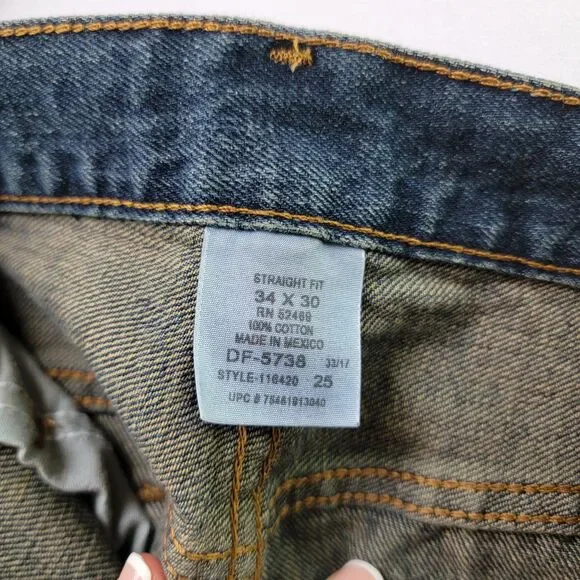 STRAIGHT FIT
34 X 30
RN 52469
100% COTTON
MADE IN MEXICO
DF-5738 33/17
STYLE-116420 25
UPC # 75461913040